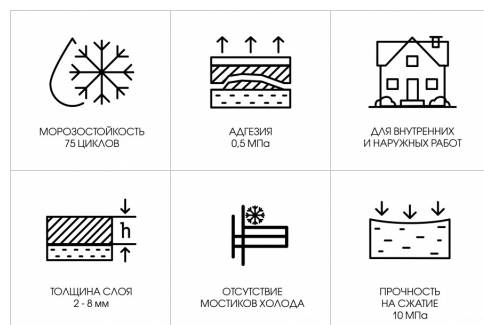 МОРОЗОСТОЙКОСТЬ
75 ЦИКЛОВ
АДГЕЗИЯ
0,5 МПа
ДЛЯ ВНУТРЕННИХ
И НАРУЖНЫХ РАБОТ
h
ТОЛЩИНА СЛОЯ
2 - 8 мм
ОТСУТСТВИЕ
МОСТИКОВ ХОЛОДА
ПРОЧНОСТЬ
НА СЖАТИЕ
10 МПа